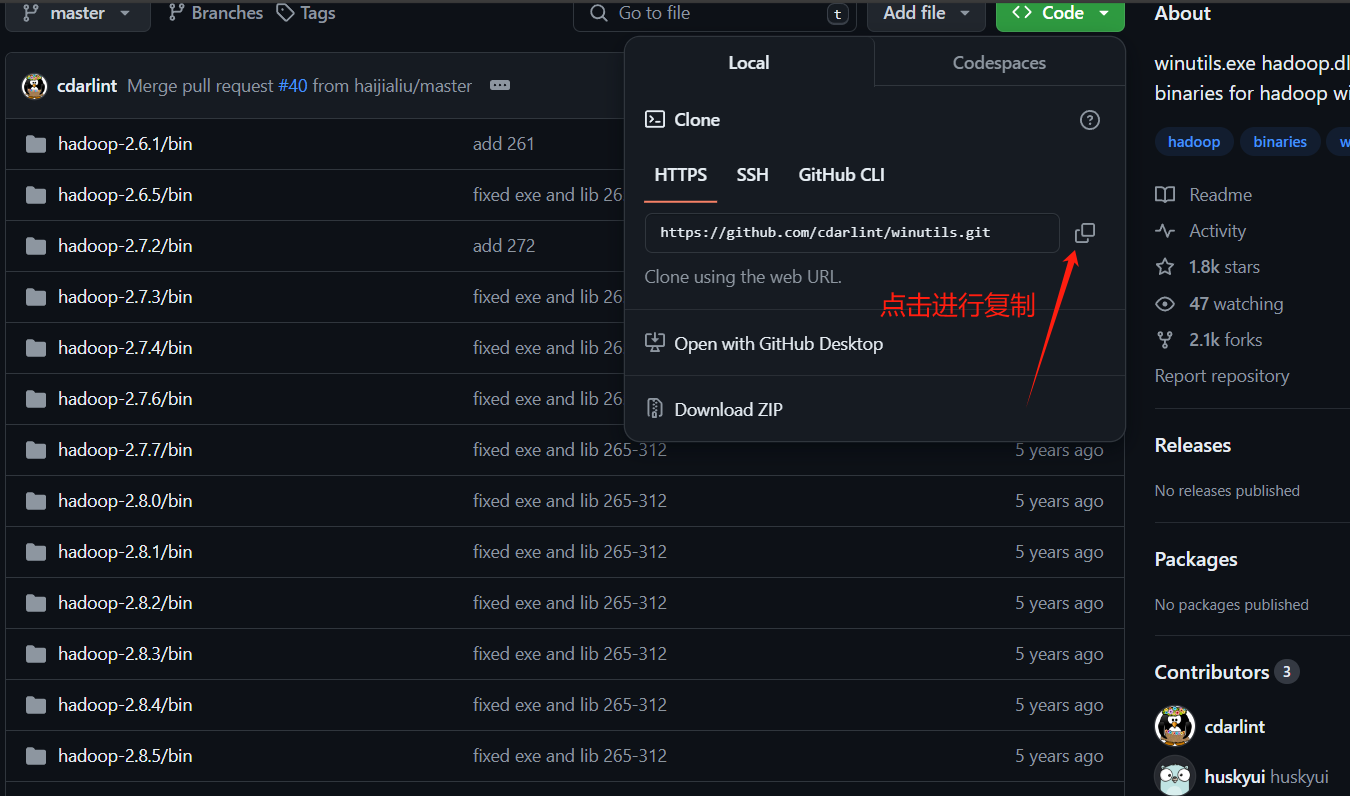 master Branches Tags Go to file t Add file Code
cdarlint Merge pull request #40 from haijialiu/master
hadoop-2.6.1/bin add 261
hadoop-2.6.5/bin fixed exe and lib 26
hadoop-2.7.2/bin add 272
hadoop-2.7.3/bin fixed exe and lib 26
hadoop-2.7.4/bin fixed exe and lib 26
hadoop-2.7.6/bin fixed exe and lib 26
hadoop-2.7.7/bin fixed exe and lib 265-312 5 years ago
hadoop-2.8.0/bin fixed exe and lib 265-312 5 years ago
hadoop-2.8.1/bin fixed exe and lib 265-312 5 years ago
hadoop-2.8.2/bin fixed exe and lib 265-312 5 years ago
hadoop-2.8.3/bin fixed exe and lib 265-312 5 years ago
hadoop-2.8.4/bin fixed exe and lib 265-312 5 years ago
hadoop-2.8.5/bin fixed exe and lib 265-312 5 years ago
Local Codespaces
Clone
HTTPS SSH GitHub CLI
https://github.com/cdarlint/winutils.git
Clone using the web URL.
点击进行复制
Open with GitHub Desktop
Download ZIP
About
winutils.exe hadoop.dl
binaries for hadoop wi
hadoop binaries w
Readme
Activity
1.8k stars
47 watching
2.1k forks
Report repository
Releases
No releases published
Packages
No packages published
Contributors 3
cdarlint
huskyui huskyui